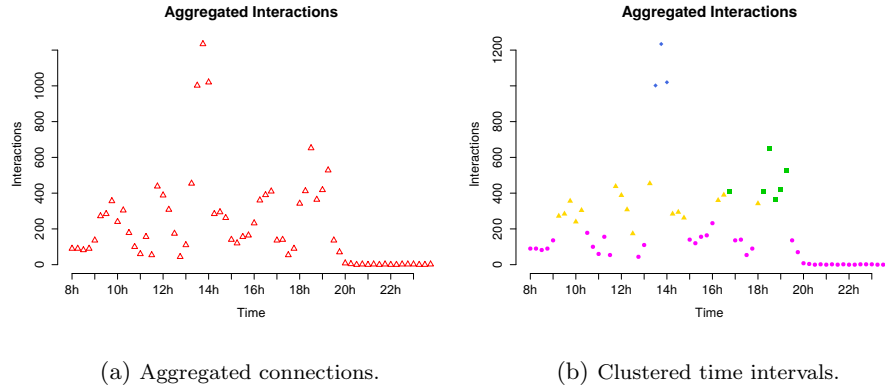 Aggregated Interactions
Interactions
1000
800
600
400
200
0
8h 10h 12h 14h 16h 18h 20h 22h
Time
(a) Aggregated connections.
Aggregated Interactions
Interactions
1200
1000
800
600
400
200
0
8h 10h 12h 14h 16h 18h 20h 22h
Time
(b) Clustered time intervals.